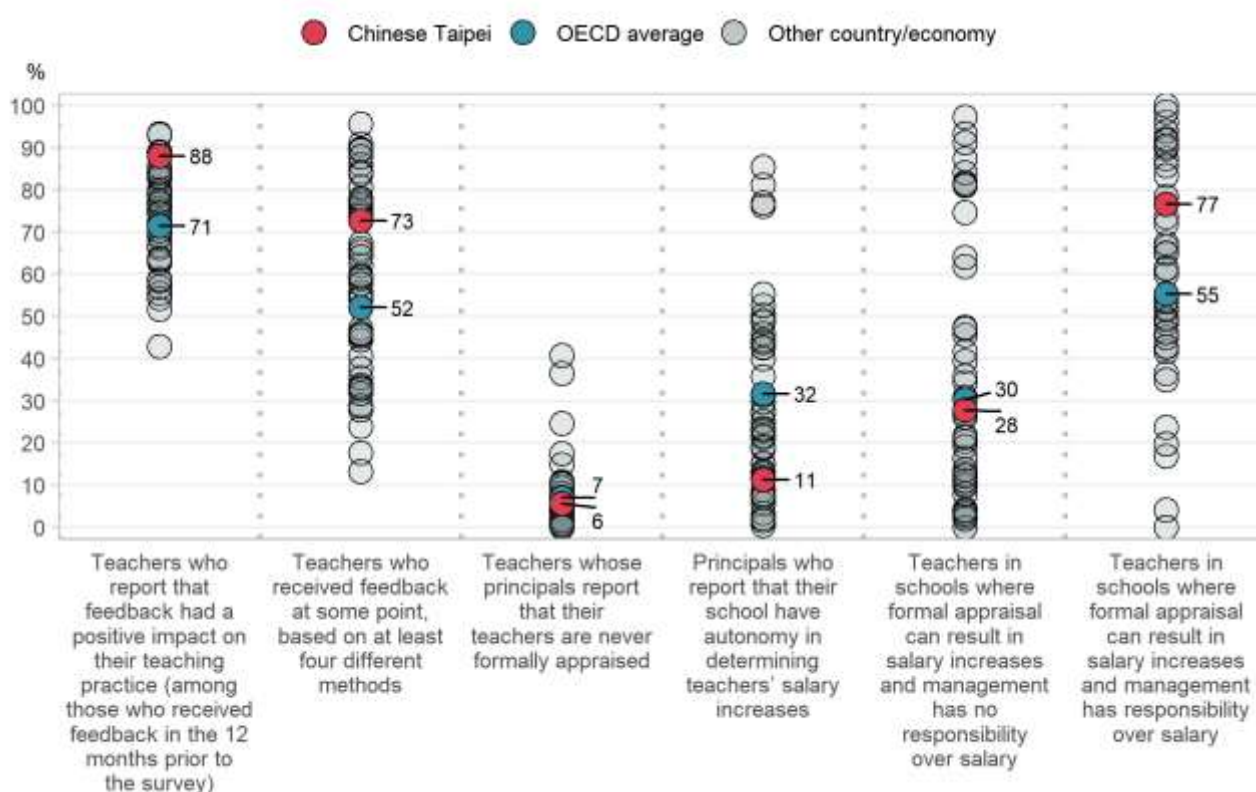 Chinese Taipei OECD average Other country/economy
%
100
90
80
70
60
50
40
30
20
10
0
88
71
73
52
7
6
32
11
30
28
77
55
Teachers who
report that
feedback had a
positive impact on
their teaching
practice (among
those who received
feedback in the 12
months prior to
the survey)
Teachers who
received feedback
at some point,
based on at least
four different
methods
Teachers whose
principals report
that their
teachers are never
formally appraised
Principals who
report that their
school have
autonomy in
determining
teachers' salary
increases
Teachers in
schools where
formal appraisal
can result in
salary increases
and management
has no
responsibility
over salary
Teachers in
schools where
formal appraisal
can result in
salary increases
and management
has responsibility
over salary